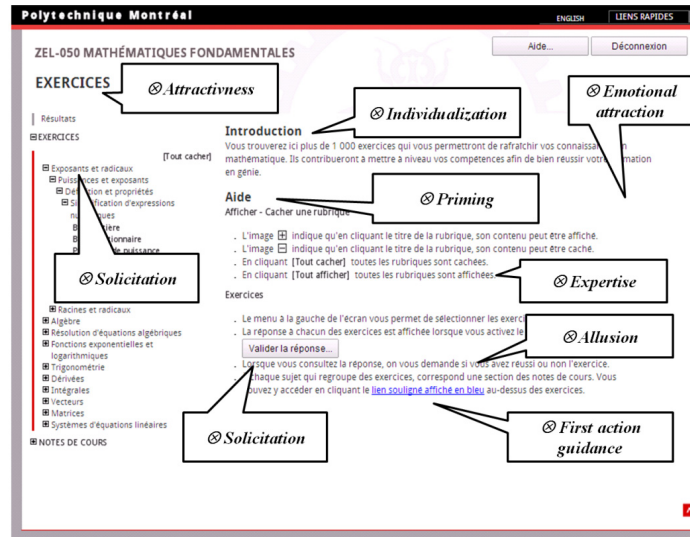 Polytechnique Montréal
ENGLISH
LIENS RAPIDES
ZEL-050 MATHÉMATIQUES FONDAMENTALES
Aide...
Déconnexion
EXERCICES
⊗ Attractivness
⊗ Individualization
⊗ Emotional
attraction
Résultats
⊟EXERCICES
[Tout cacher]
Introduction
Vous trouverez ici plus de 1 000 exercices qui vous permettront de rafraîchir vos
mathématique. Ils contribueront à mettre à niveau vos compétences afin de bien réussir
en génie.
⊟ Exposants et radicaux
et exposants
et propriétés
d'expressions
Aide
Afficher - Cacher une rubrique
⊗ Priming
. L'image ⊞ indique qu'en cliquant le titre de la rubrique, son contenu peut être affiché.
. L'image ⊟ indique qu'en cliquant le titre de la rubrique, son contenu peut être caché.
. En cliquant [Tout cacher] toutes les rubriques sont cachées.
. En cliquant [Tout afficher] toutes les rubriques sont affichées.
⊗ Solicitation
⊗ Expertise
Exercices
. Le menu à la gauche de l'écran vous permet de sélectionner les
. La réponse à chacun des exercices est affichée lorsque vous activez le
Valider la réponse...
⊗ Allusion
⊞ Racines et radicaux
⊞ Algèbre
⊞ Résolution d'équations algébriques
⊞ Fonctions exponentielles et
logarithmiques
⊞ Trigonométrie
⊞ Dérivées
⊞ Intégrales
⊞ Vecteurs
⊞ Matrices
⊞ Systèmes d'équations linéaires
⊞ NOTES DE COURS
. Lorsque vous consultez la réponse, on vous demande si vous avez réussi ou non l'exercice.
chaque sujet qui regroupe des exercices, correspond une section des notes de cours. Vous
y accéder en cliquant le lien souligné affiché en bleu au-dessus des exercices.
⊗ Solicitation
⊗ First action
guidance